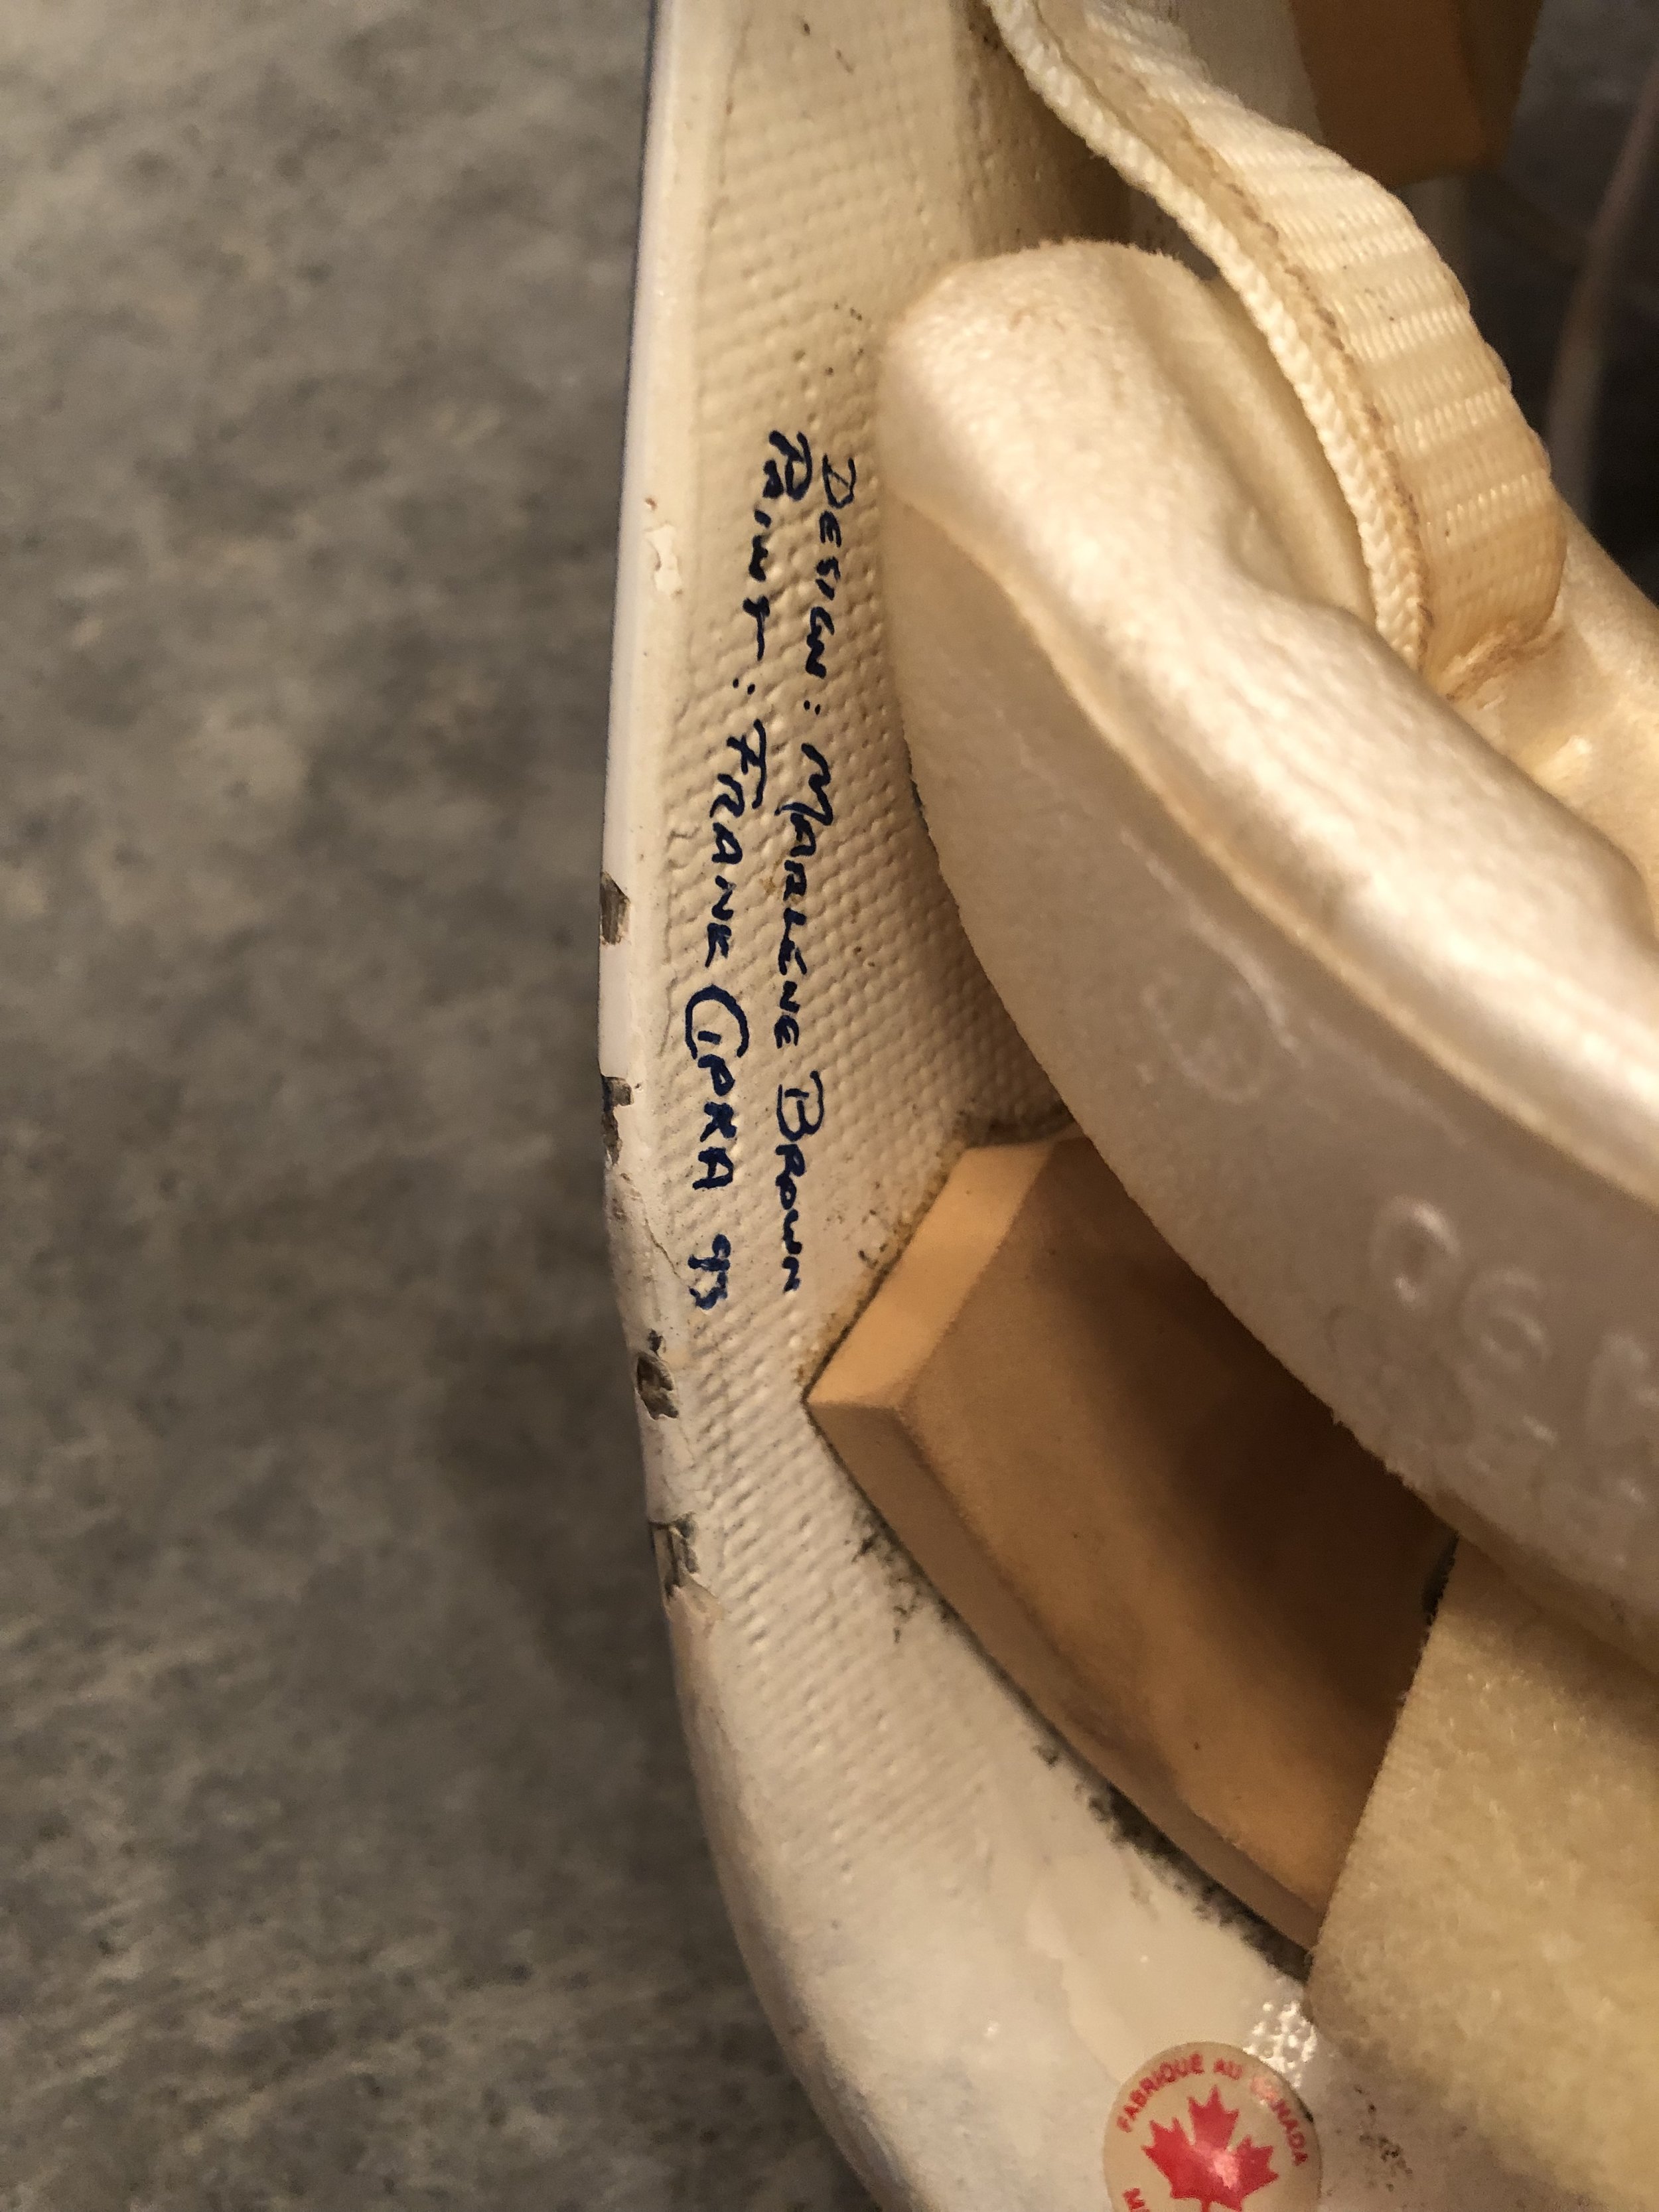 DESIGN: MARLENE BROWN
PAINT: FRANK CIPRA 93
FABRIQUE AU CANADA